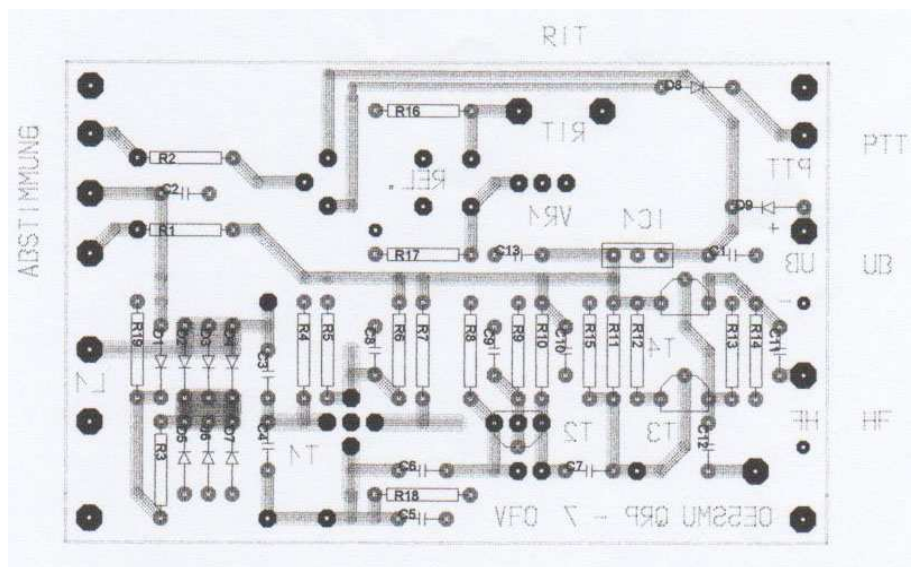 RIT
D8
R16
RIT
ABSTIMMUNG
R2
REL
PTT
PTT
C2
VR1
D9
+
R1
R17
C13
IC1
C1
UB
UB
-
R19
D1
D2
D3
D4
C3
R4
R5
C8
R6
R7
R8
C9
R9
R10
C10
R15
R11
R12
T4
R13
R14
C11
L1
R3
D5
D6
D7
C4
T1
T2
T3
C12
HF
HF
C6
C7
R18
C5
OE5SMU QRP - 7 VFO